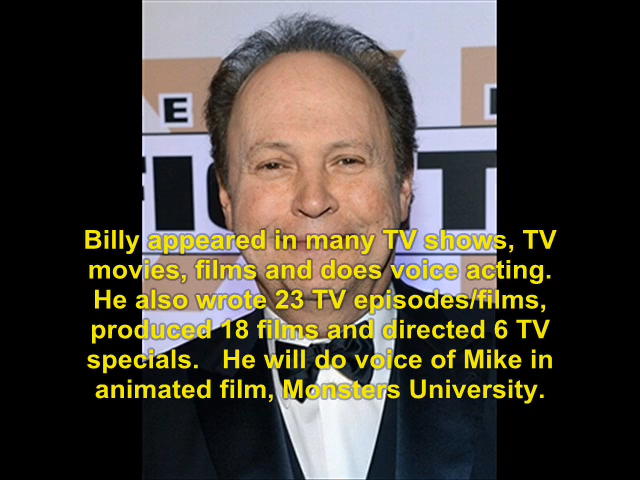 E
FIGHT
Billy appeared in many TV shows, TV
movies, films and does voice acting.
He also wrote 23 TV episodes/films,
produced 18 films and directed 6 TV
specials.   He will do voice of Mike in
animated film, Monsters University.